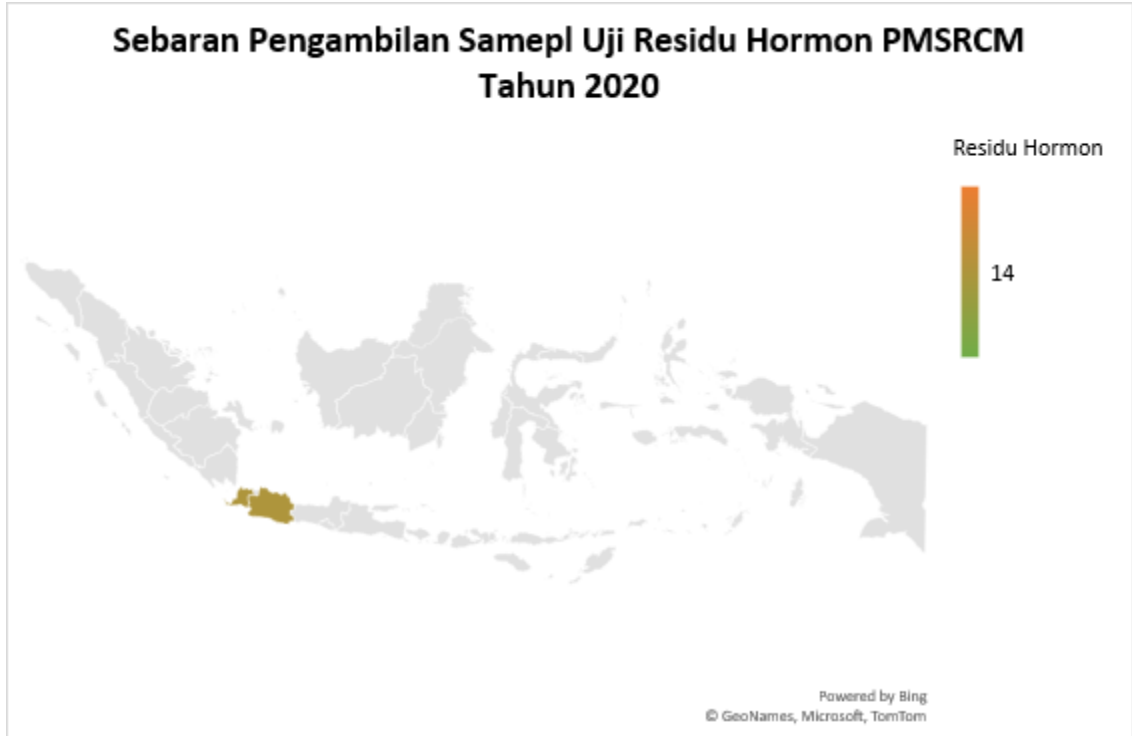 Sebaran Pengambilan Samepl Uji Residu Hormon PMSRCM
Tahun 2020
Residu Hormon
14
Powered by Bing
© GeoNames, Microsoft, TomTom